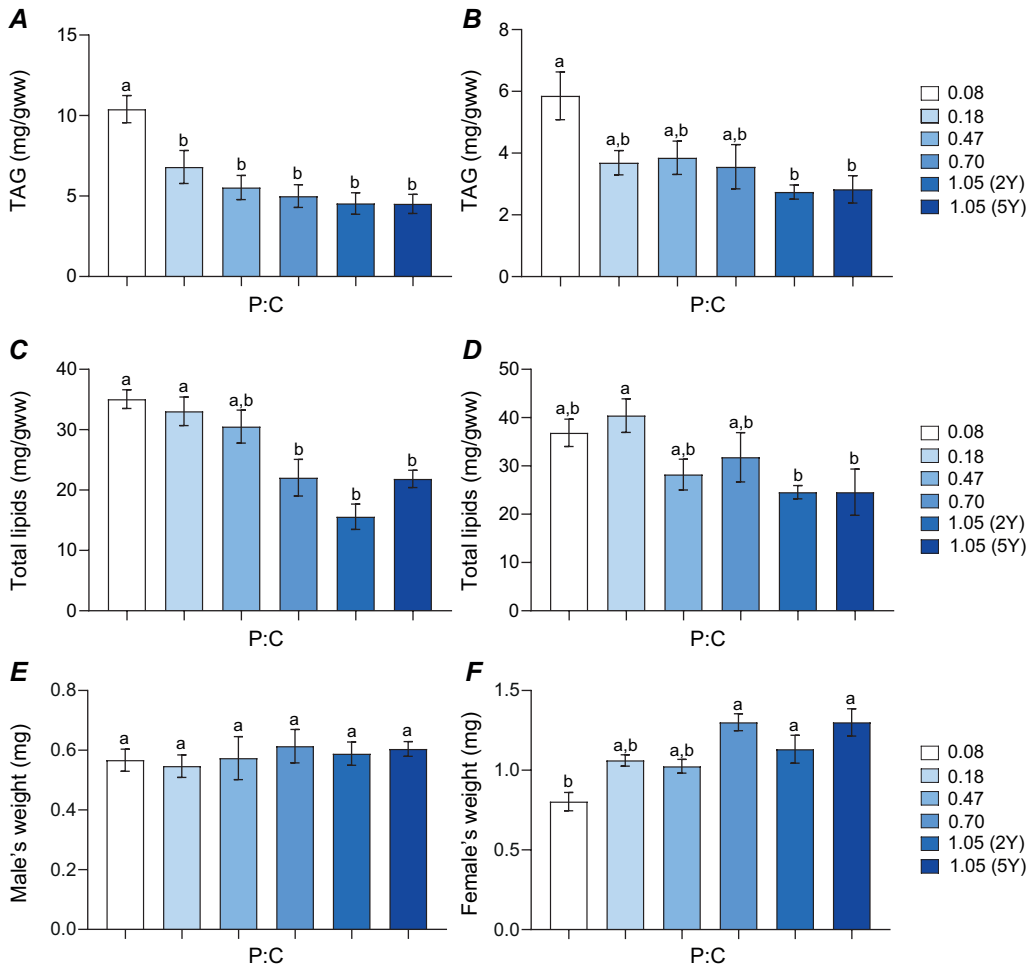 A
TAG (mg/gww)
15
10
5
0
a
b
b
b
b
b
P:C
B
TAG (mg/gww)
8
6
4
2
0
a
a,b
a,b
a,b
b
b
P:C
0.08
0.18
0.47
0.70
1.05 (2Y)
1.05 (5Y)
C
Total lipids (mg/gww)
40
30
20
10
0
a
a
a,b
b
b
b
P:C
D
Total lipids (mg/gww)
50
40
30
20
10
0
a,b
a
a,b
a,b
b
b
P:C
0.08
0.18
0.47
0.70
1.05 (2Y)
1.05 (5Y)
E
Male's weight (mg)
0.8
0.6
0.4
0.2
0.0
a
a
a
a
a
a
P:C
F
Female's weight (mg)
1.5
1.0
0.5
0.0
b
a,b
a,b
a
a
a
P:C
0.08
0.18
0.47
0.70
1.05 (2Y)
1.05 (5Y)